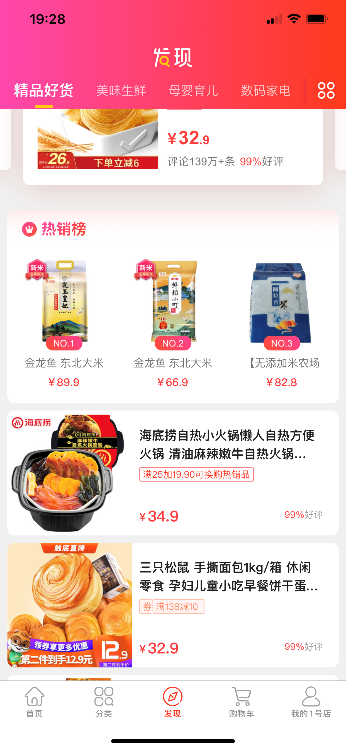 19:28
发现
精品好货 美味生鲜 母婴育儿 数码家电
26
下单立减6
¥32.9
评论139万+条 99%好评
热销榜
新米 新米
NO.1 NO.2 NO.3
金龙鱼 东北大米 金龙鱼 东北大米 【无添加米农场
¥89.9 ¥66.9 ¥82.8
海底捞
海底捞自热小火锅懒人自热方便
火锅 清油麻辣嫩牛自热火锅...
满25加19.90可换购热销品
¥34.9 99%好评
触底直降
三只松鼠 手撕面包1kg/箱 休闲
零食 孕妇儿童小吃早餐饼干蛋...
券 满138减10
领券享更多优惠
第二件到手12.9元
12.9
¥32.9 99%好评
首页 分类 发现 购物车 我的1号店